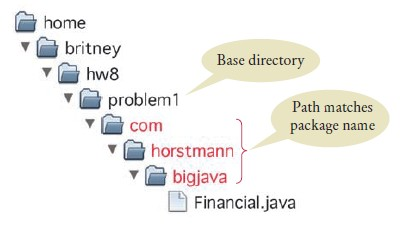 home
britney
hw8
Base directory
problem1
Path matches
package name
com
horstmann
bigjava
Financial.java